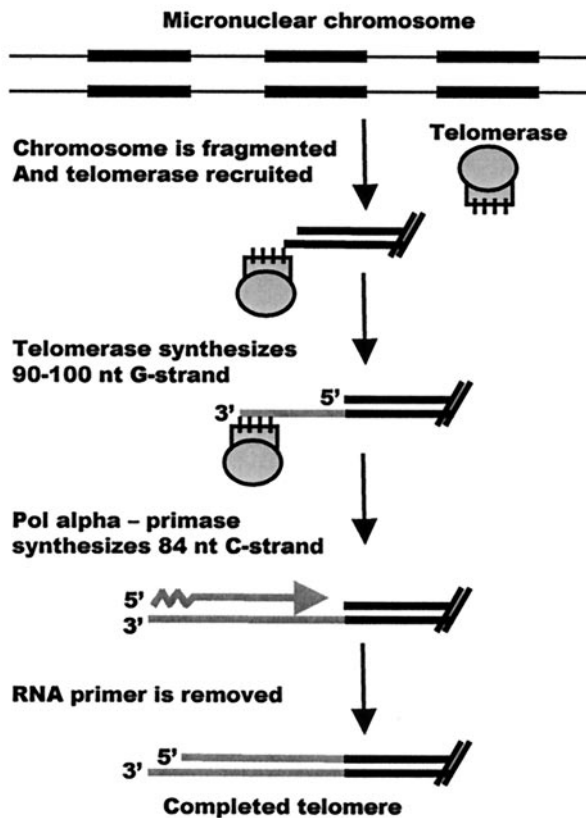 Micronuclear chromosome
Telomerase
Chromosome is fragmented
And telomerase recruited
Telomerase synthesizes
90-100 nt G-strand
5’
3’
Pol alpha – primase
synthesizes 84 nt C-strand
5’
3’
RNA primer is removed
5’
3’
Completed telomere